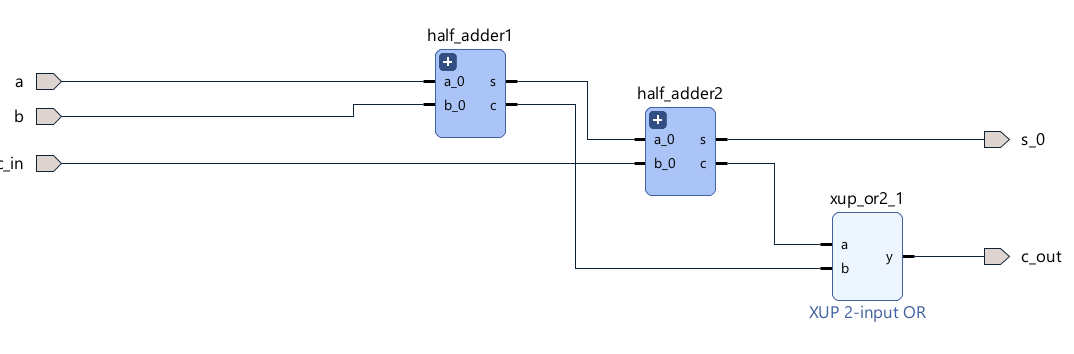 half_adder1
a
a_0
s
b
b_0
c
half_adder2
a_0
s
s_0
c_in
b_0
c
xup_or2_1
a
b
y
c_out
XUP 2-input OR